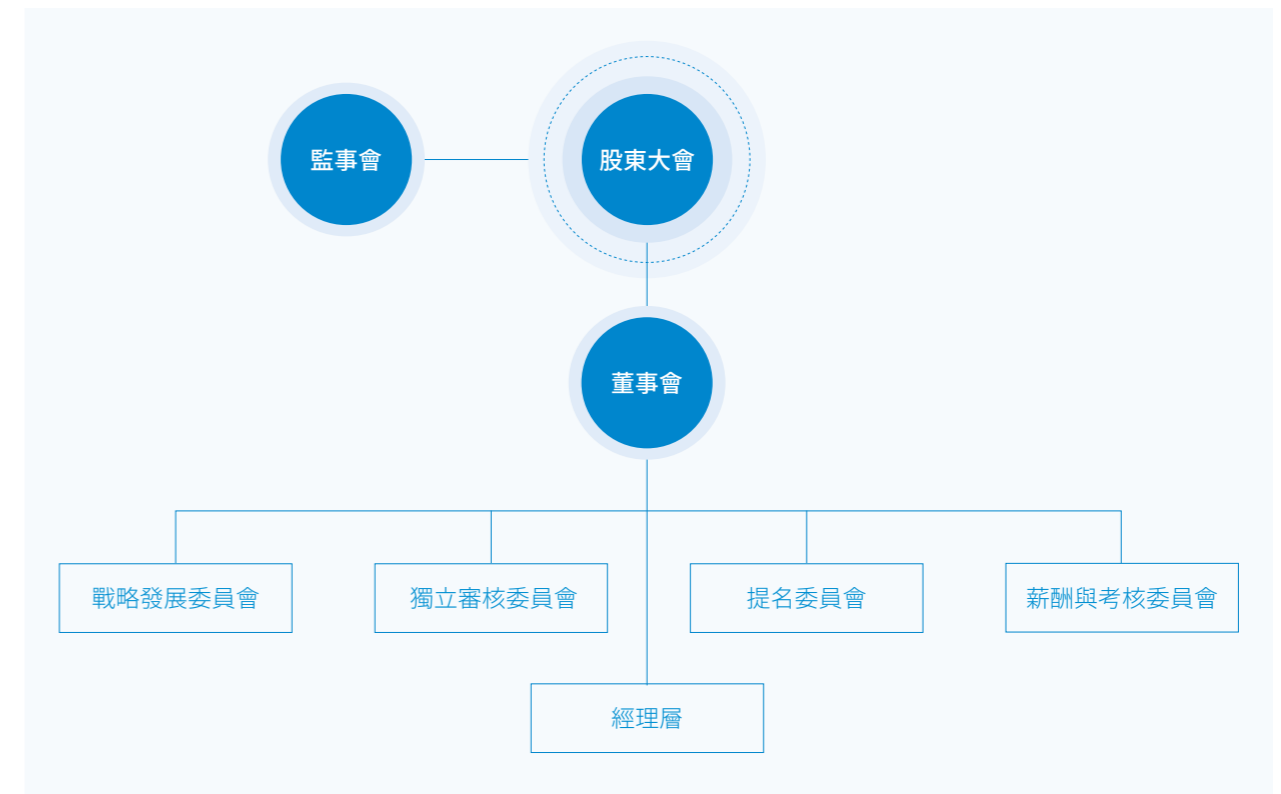 監事會
股東大會
董事會
戰略發展委員會
獨立審核委員會
提名委員會
薪酬與考核委員會
經理層